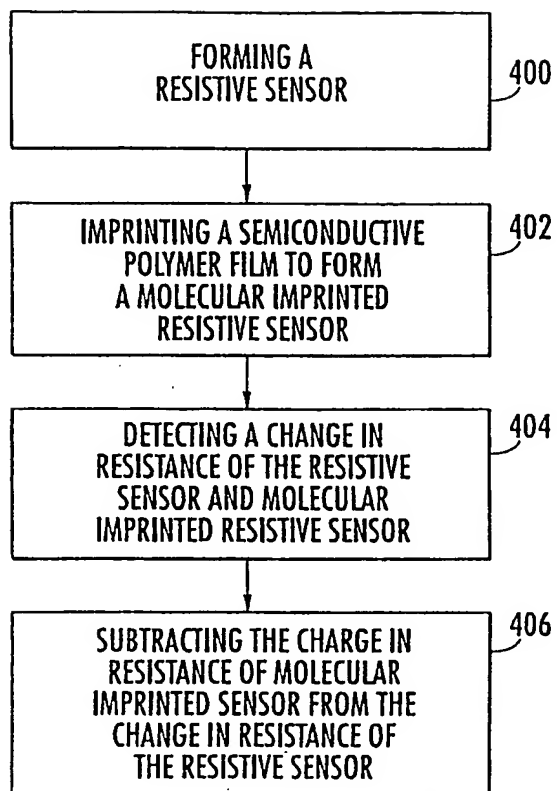 FORMING A
RESISTIVE SENSOR
400
IMPRINTING A SEMICONDUCTIVE
POLYMER FILM TO FORM
A MOLECULAR IMPRINTED
RESISTIVE SENSOR
402
DETECTING A CHANGE IN
RESISTANCE OF THE RESISTIVE
SENSOR AND MOLECULAR
IMPRINTED RESISTIVE SENSOR
404
SUBTRACTING THE CHARGE IN
RESISTANCE OF MOLECULAR
IMPRINTED SENSOR FROM THE
CHANGE IN RESISTANCE OF
THE RESISTIVE SENSOR
406